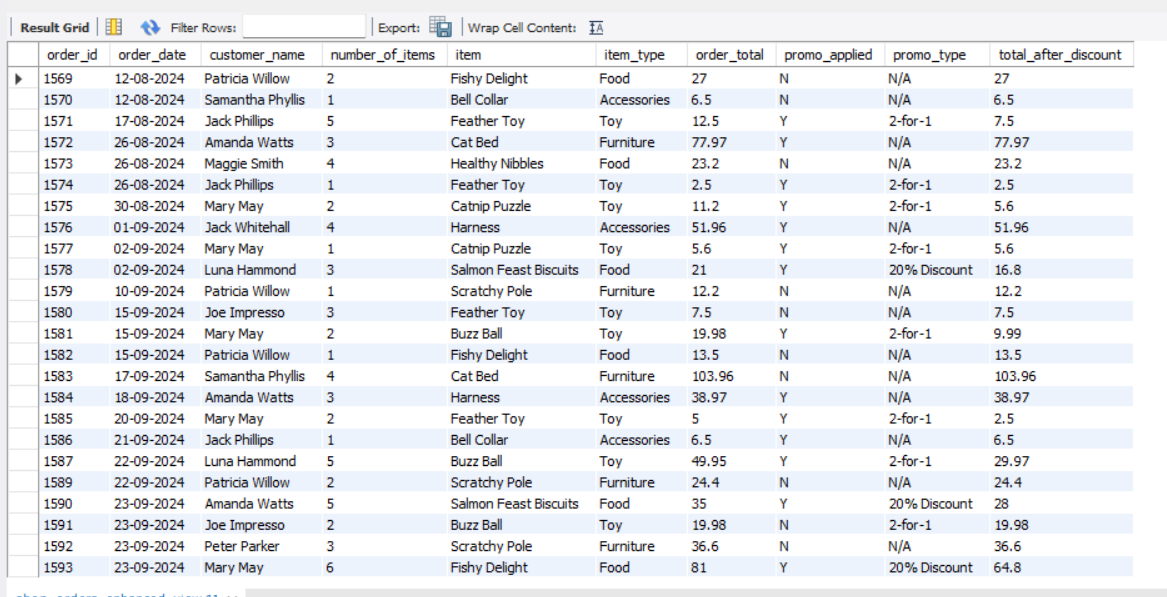 Result Grid Filter Rows: Export: Wrap Cell Content:
order_id order_date customer_name number_of_items item item_type order_total promo_applied promo_type total_after_discount
1569 12-08-2024 Patricia Willow 2 Fishy Delight Food 27 N N/A 27
1570 12-08-2024 Samantha Phyllis 1 Bell Collar Accessories 6.5 N N/A 6.5
1571 17-08-2024 Jack Phillips 5 Feather Toy Toy 12.5 Y 2-for-1 7.5
1572 26-08-2024 Amanda Watts 3 Cat Bed Furniture 77.97 Y N/A 77.97
1573 26-08-2024 Maggie Smith 4 Healthy Nibbles Food 23.2 N N/A 23.2
1574 26-08-2024 Jack Phillips 1 Feather Toy Toy 2.5 Y 2-for-1 2.5
1575 30-08-2024 Mary May 2 Catnip Puzzle Toy 11.2 Y 2-for-1 5.6
1576 01-09-2024 Jack Whitehall 4 Harness Accessories 51.96 Y N/A 51.96
1577 02-09-2024 Mary May 1 Catnip Puzzle Toy 5.6 Y 2-for-1 5.6
1578 02-09-2024 Luna Hammond 3 Salmon Feast Biscuits Food 21 Y 20% Discount 16.8
1579 10-09-2024 Patricia Willow 1 Scratchy Pole Furniture 12.2 N N/A 12.2
1580 15-09-2024 Joe Impresso 3 Feather Toy Toy 7.5 N N/A 7.5
1581 15-09-2024 Mary May 2 Buzz Ball Toy 19.98 Y 2-for-1 9.99
1582 15-09-2024 Patricia Willow 1 Fishy Delight Food 13.5 N N/A 13.5
1583 17-09-2024 Samantha Phyllis 4 Cat Bed Furniture 103.96 N N/A 103.96
1584 18-09-2024 Amanda Watts 3 Harness Accessories 38.97 Y N/A 38.97
1585 20-09-2024 Mary May 2 Feather Toy Toy 5 Y 2-for-1 2.5
1586 21-09-2024 Jack Phillips 1 Bell Collar Accessories 6.5 Y N/A 6.5
1587 22-09-2024 Luna Hammond 5 Buzz Ball Toy 49.95 Y 2-for-1 29.97
1589 22-09-2024 Patricia Willow 2 Scratchy Pole Furniture 24.4 N N/A 24.4
1590 23-09-2024 Amanda Watts 5 Salmon Feast Biscuits Food 35 Y 20% Discount 28
1591 23-09-2024 Joe Impresso 2 Buzz Ball Toy 19.98 N 2-for-1 19.98
1592 23-09-2024 Peter Parker 3 Scratchy Pole Furniture 36.6 N N/A 36.6
1593 23-09-2024 Mary May 6 Fishy Delight Food 81 Y 20% Discount 64.8